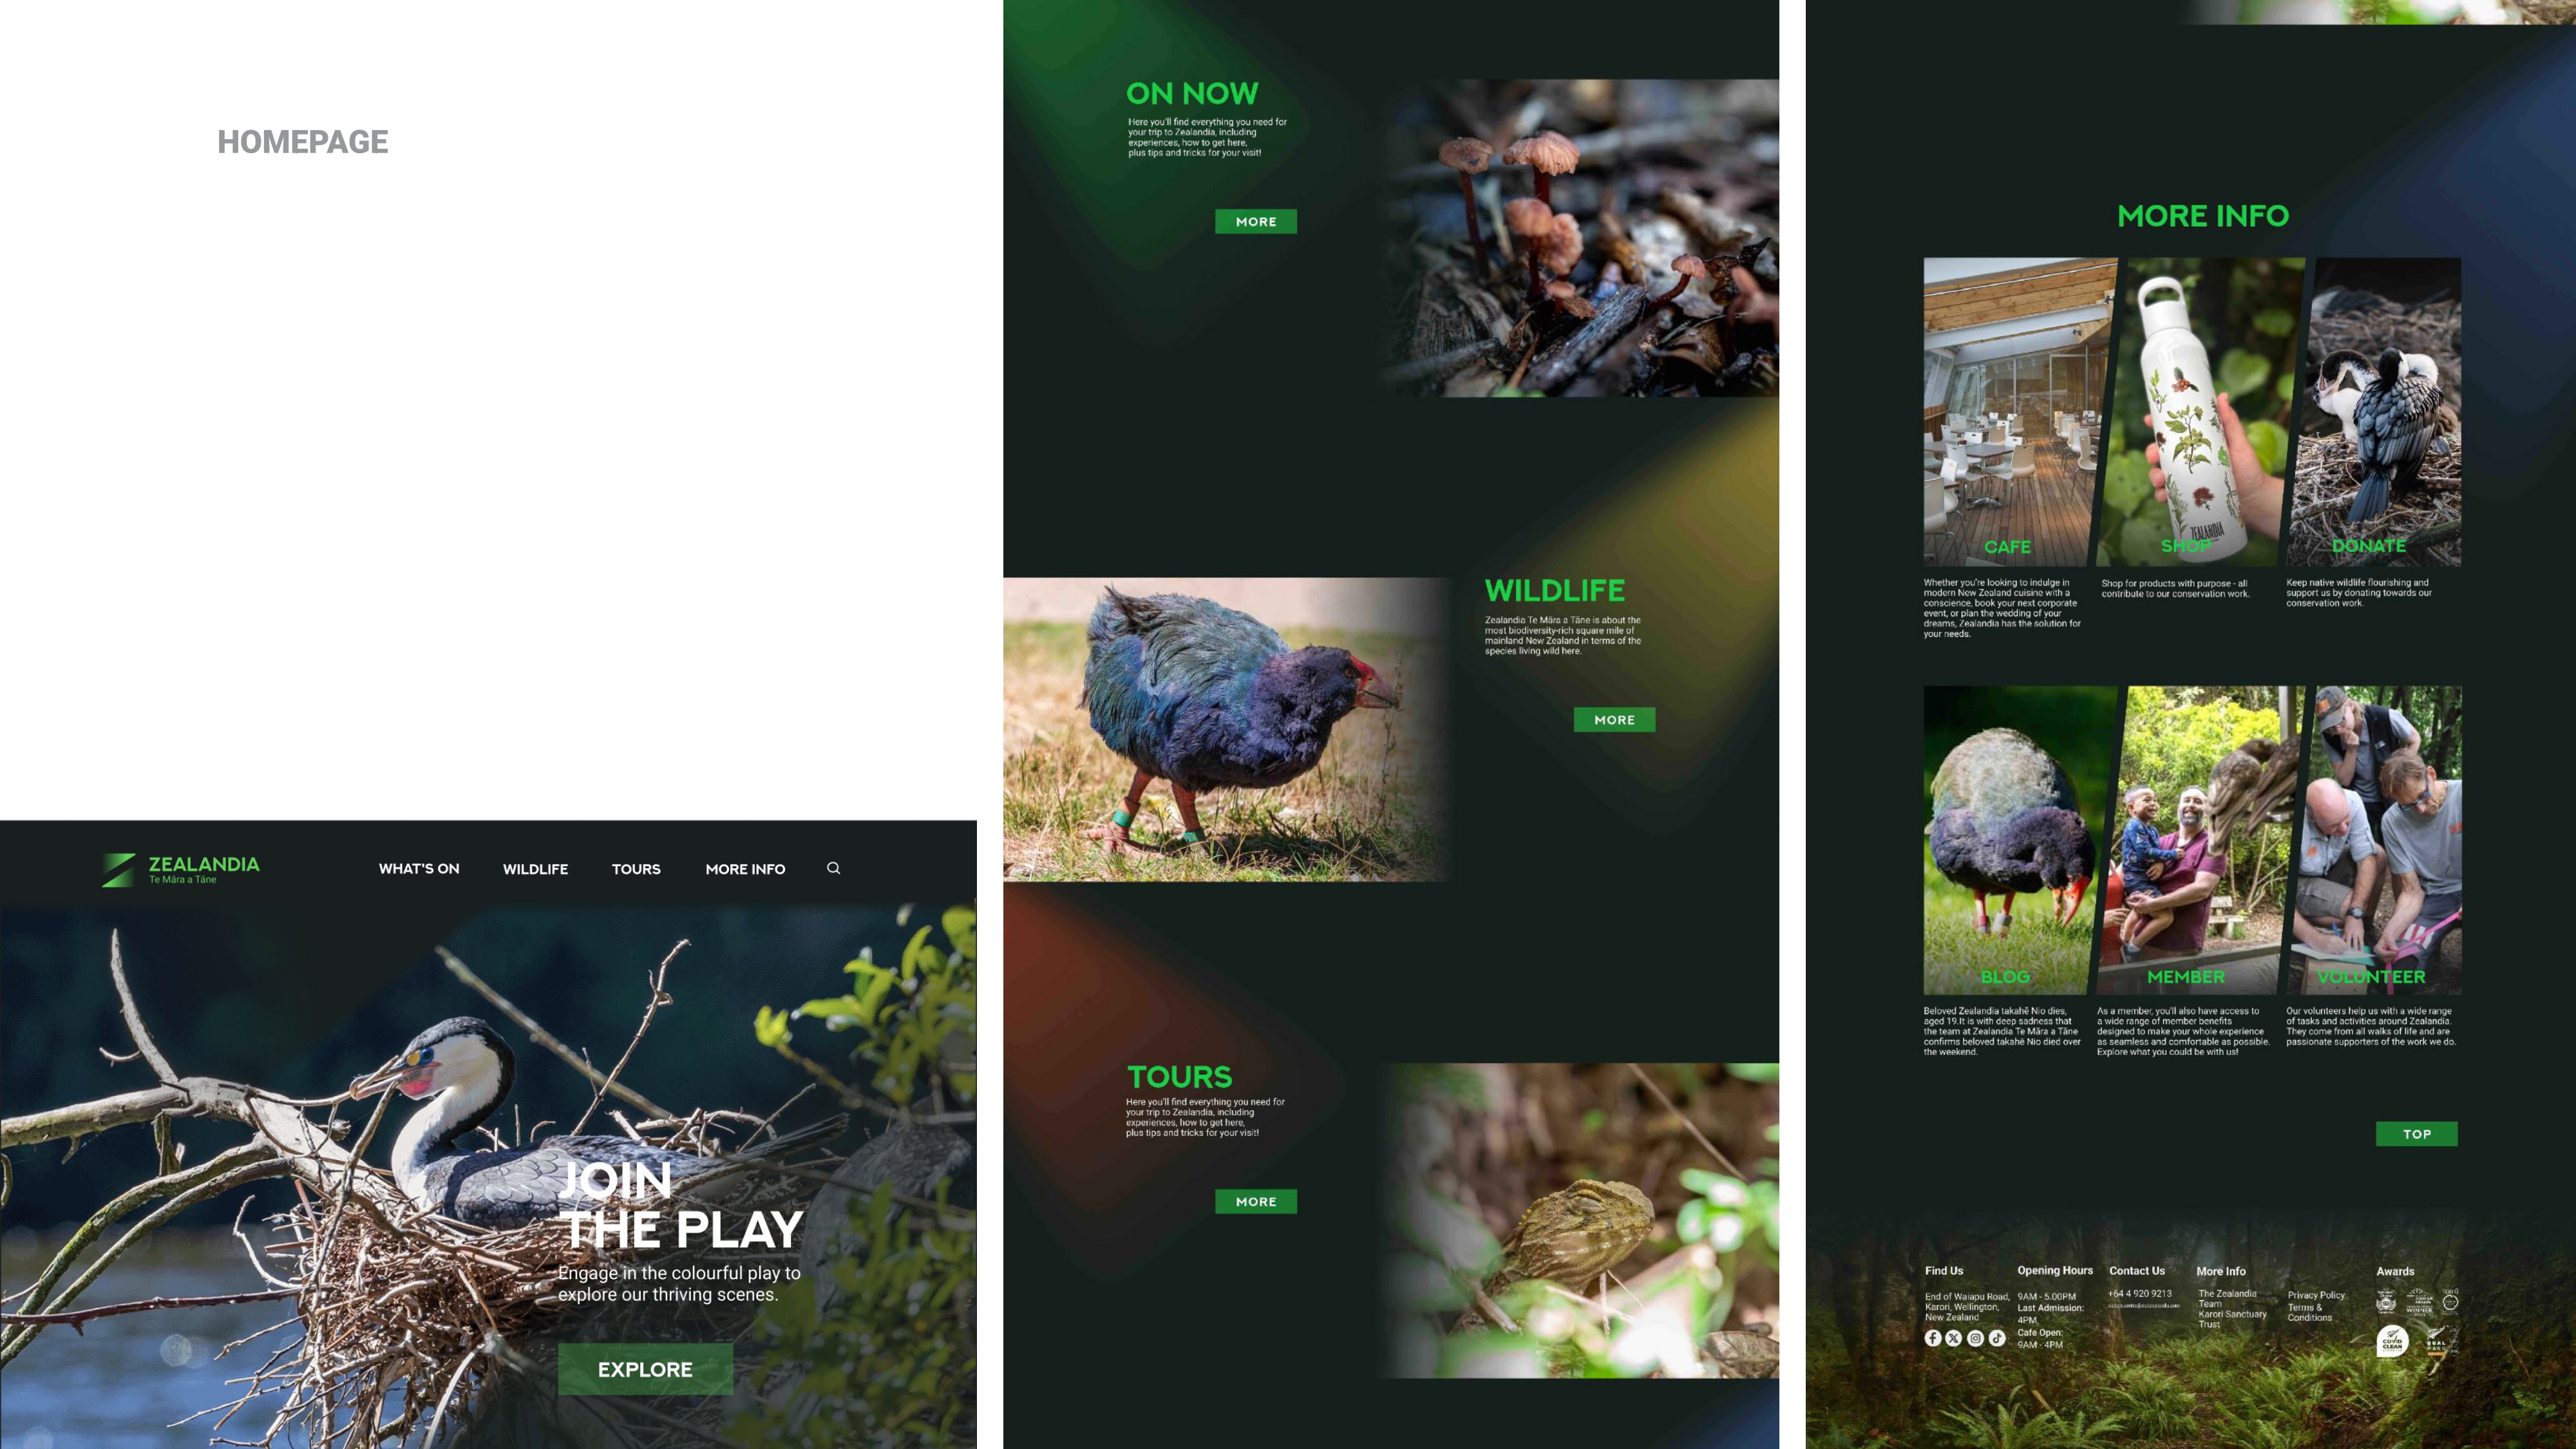 HOMEPAGE
ZEALANDIA
Te Māra a Tāne
WHAT'S ON
WILDLIFE
TOURS
MORE INFO
JOIN
THE PLAY
Engage in the colourful play to
explore our thriving scenes.
EXPLORE
ON NOW
Here you'll find everything you need for
your trip to Zealandia, including
experiences, how to get here,
plus tips and tricks for your visit!
MORE
WILDLIFE
Zealandia Te Māra a Tāne is about the
most biodiversity-rich square mile of
mainland New Zealand in terms of the
species living wild here.
MORE
TOURS
Here you'll find everything you need for
your trip to Zealandia, including
experiences, how to get here,
plus tips and tricks for your visit!
MORE
MORE INFO
ZEALANDIA
CAFE
Whether you're looking to indulge in
modern New Zealand cuisine with a
conscience, book your next corporate
event, or plan the wedding of your
dreams, Zealandia has the solution for
your needs.
SHOP
Shop for products with purpose - all
contribute to our conservation work.
DONATE
Keep native wildlife flourishing and
support us by donating towards our
conservation work.
BLOG
Beloved Zealandia takahē Nio dies,
aged 19.It is with deep sadness that
the team at Zealandia Te Māra a Tāne
confirms beloved takahē Nio died over
the weekend.
MEMBER
As a member, you'll also have access to
a wide range of member benefits
designed to make your whole experience
as seamless and comfortable as possible.
Explore what you could be with us!
VOLUNTEER
Our volunteers help us with a wide range
of tasks and activities around Zealandia.
They come from all walks of life and are
passionate supporters of the work we do.
TOP
Find Us
End of Waiapu Road,
Karori, Wellington,
New Zealand
Opening Hours
9AM - 5.00PM
Last Admission:
4PM
Cafe Open:
9AM - 4PM
Contact Us
+64 4 920 9213
More Info
The Zealandia
Team
Karori Sanctuary
Trust
Privacy Policy
Terms &
Conditions
Awards
WINNER
COVID
CLEAN